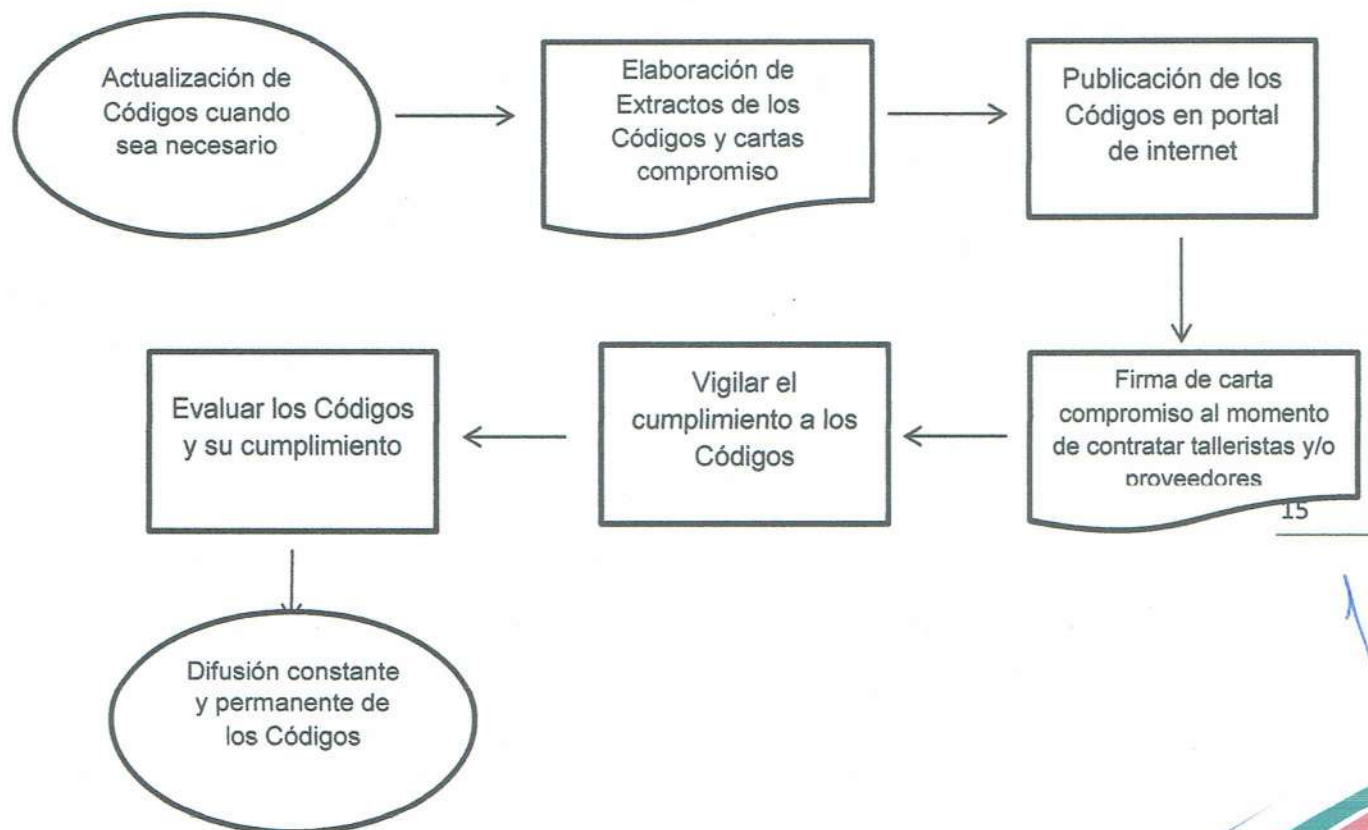 Actualización de
Códigos cuando
sea necesario
Elaboración de
Extractos de los
Códigos y cartas
compromiso
Publicación de los
Códigos en portal
de internet
Firma de carta
compromiso al momento
de contratar talleristas y/o
proveedores
Vigilar el
cumplimiento a los
Códigos
Evaluar los Códigos
y su cumplimiento
15
Difusión constante
y permanente de
los Códigos